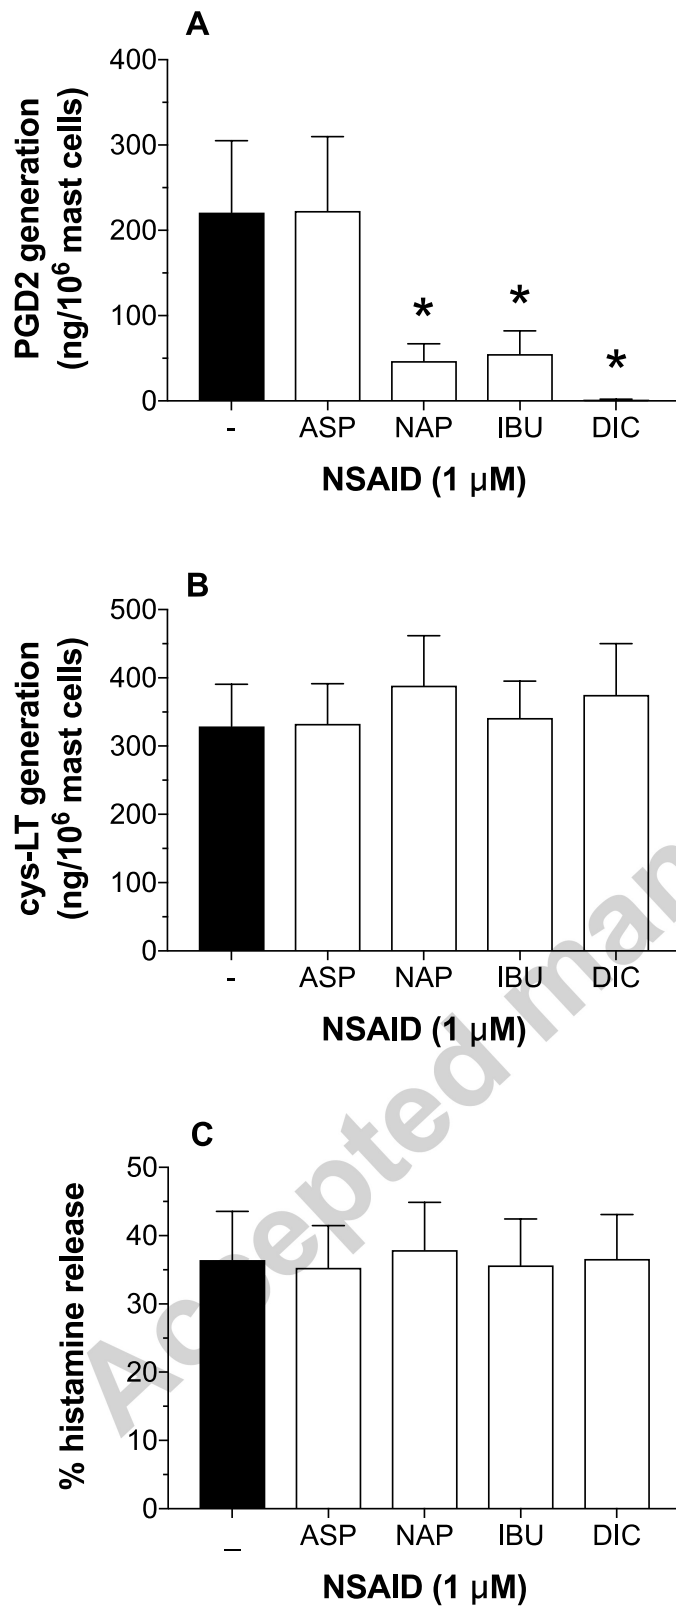 A
PGD2 generation
(ng/10⁶ mast cells)
400
300
200
100
0
*
*
*
- ASP NAP IBU DIC
NSAID (1 µM)
B
cys-LT generation
(ng/10⁶ mast cells)
500
400
300
200
100
0
- ASP NAP IBU DIC
NSAID (1 µM)
C
% histamine release
50
40
30
20
10
0
_ ASP NAP IBU DIC
NSAID (1 µM)
Accepted man